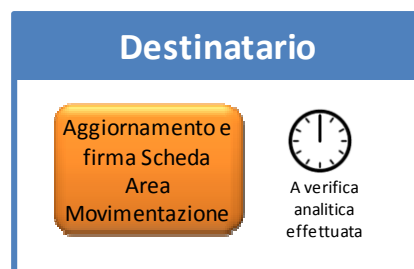 Destinatario
Aggiornamento e
firma Scheda
Area
Movimentazione
A verifica
analitica
effettuata